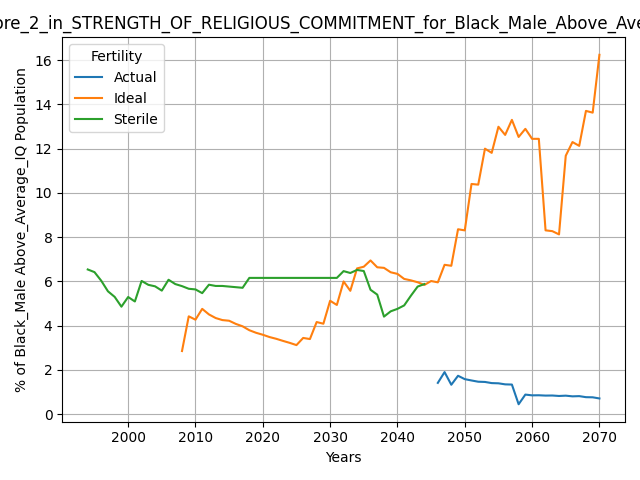 ore_2_in_STRENGTH_OF_RELIGIOUS_COMMITMENT_for_Black_Male_Above_Ave
Fertility
Actual
Ideal
Sterile
% of Black_Male Above_Average_IQ Population
16
14
12
10
8
6
4
2
0
2000 2010 2020 2030 2040 2050 2060 2070
Years